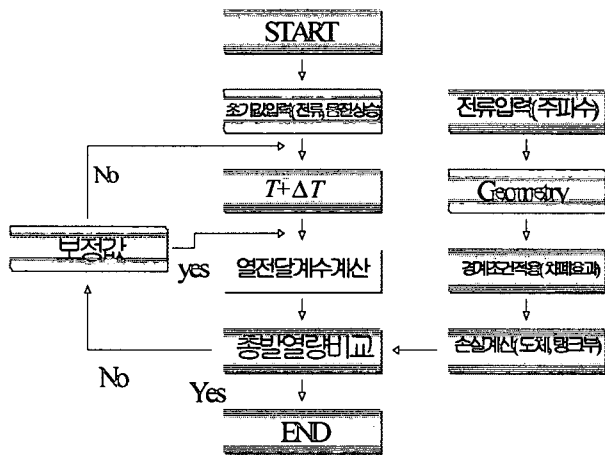 START
초기값입력(전류, 온전상승)
전류입력(주파수)
No
T+ΔT
Geometry
보정값
yes
열전달계수계산
경계조건적용(차폐효과)
총발열량비교
손실계산(도체,탱크부)
No
Yes
END